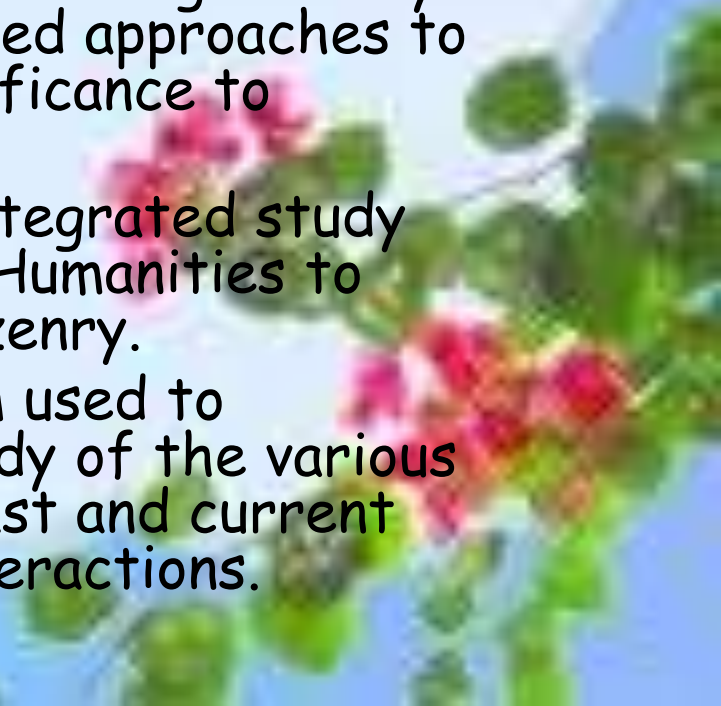 ed approaches to
ficance to
tegrated study
Humanities to
zenry.
used to
dy of the various
st and current
eractions.